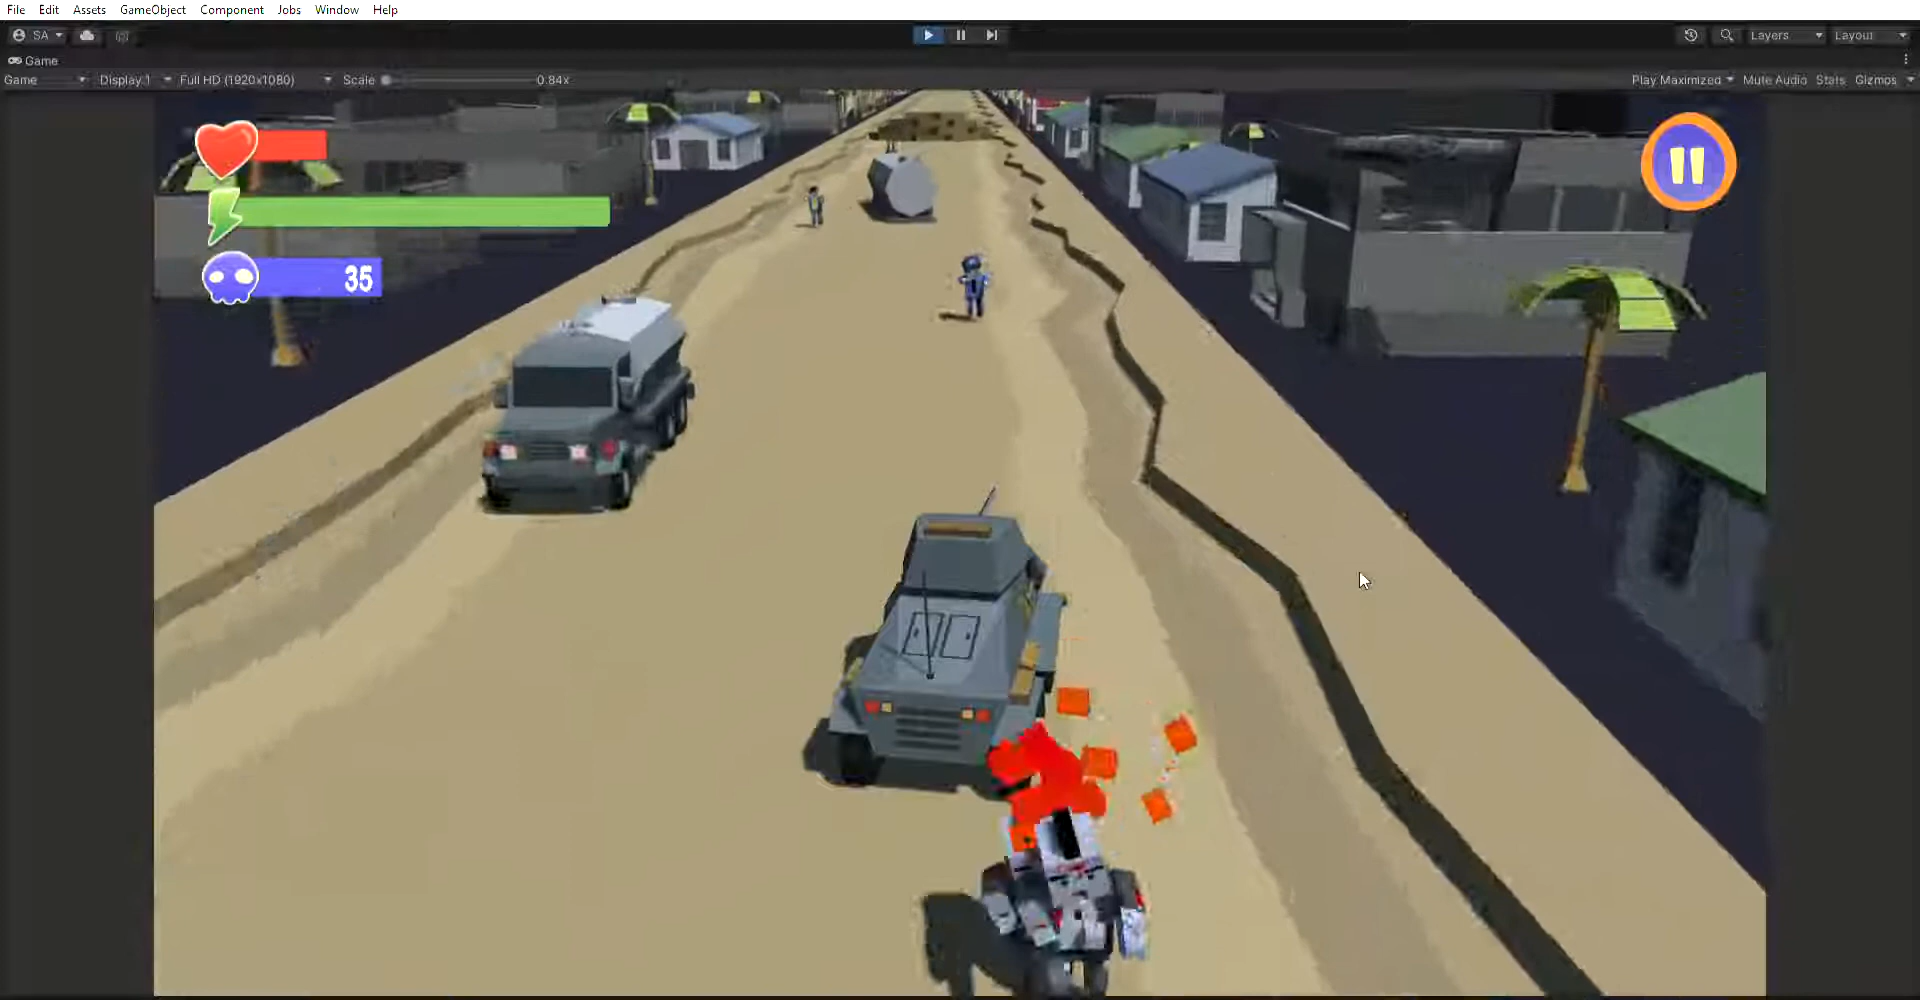 File Edit Assets GameObject Component Jobs Window Help
SA Layers Layout
Game
Game Display 1 Full HD (1920x1080) Scale 0.84x Play Maximized Mute Audio Stats Gizmos
35